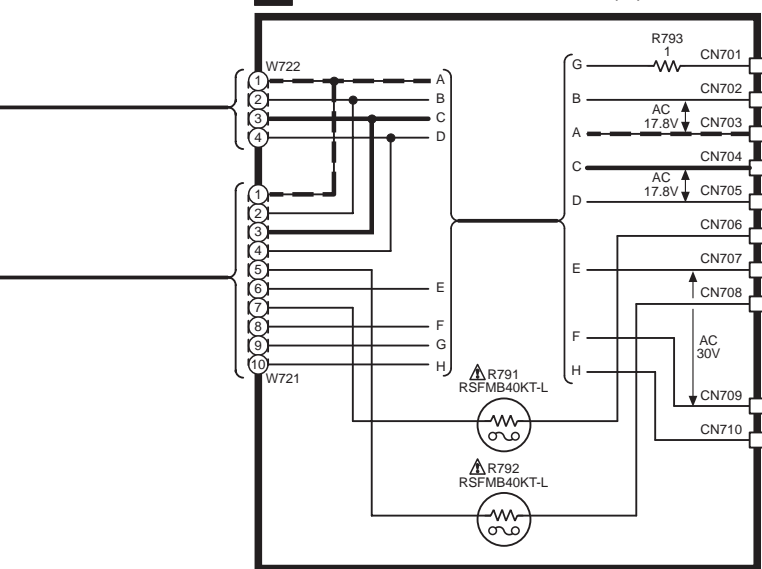 W722
1
2
3
4
A
B
C
D
1
2
3
4
5
6
7
8
9
10
W721
E
F
G
H
G
R793
1
CN701
B
CN702
AC
17.8V
A
CN703
C
CN704
AC
17.8V
D
CN705
CN706
E
CN707
CN708
AC
30V
F
H
CN709
CN710
R791
RSFMB40KT-L
R792
RSFMB40KT-L